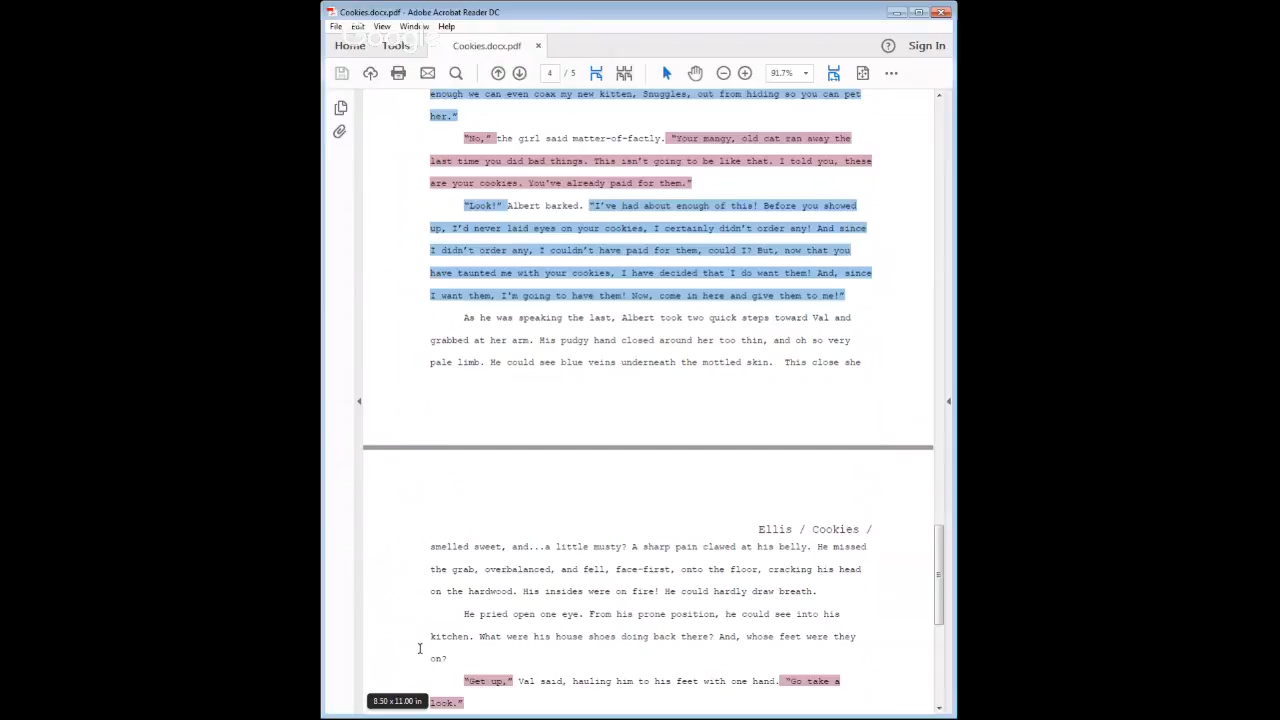 Cookies.docx.pdf - Adobe Acrobat Reader DC
File Edit View Window Help
Google
Home Tools Cookies.docx.pdf × ? Sign In
4 / 5 91.7%
enough we can even coax my new kitten, Snuggles, out from hiding so you can pet
her.”
“No,” the girl said matter-of-factly. “Your mangy, old cat ran away the
last time you did bad things. This isn’t going to be like that. I told you, these
are your cookies. You’ve already paid for them.”
“Look!” Albert barked. “I’ve had about enough of this! Before you showed
up, I’d never laid eyes on your cookies, I certainly didn’t order any! And since
I didn’t order any, I couldn’t have paid for them, could I? But, now that you
have taunted me with your cookies, I have decided that I do want them! And, since
I want them, I’m going to have them! Now, come in here and give them to me!”
As he was speaking the last, Albert took two quick steps toward Val and
grabbed at her arm. His pudgy hand closed around her too thin, and oh so very
pale limb. He could see blue veins underneath the mottled skin.  This close she
Ellis / Cookies /
smelled sweet, and...a little musty? A sharp pain clawed at his belly. He missed
the grab, overbalanced, and fell, face-first, onto the floor, cracking his head
on the hardwood. His insides were on fire! He could hardly draw breath.
He pried open one eye. From his prone position, he could see into his
kitchen. What were his house shoes doing back there? And, whose feet were they
on?
“Get up,” Val said, hauling him to his feet with one hand. “Go take a
look.”
8.50 x 11.00 in